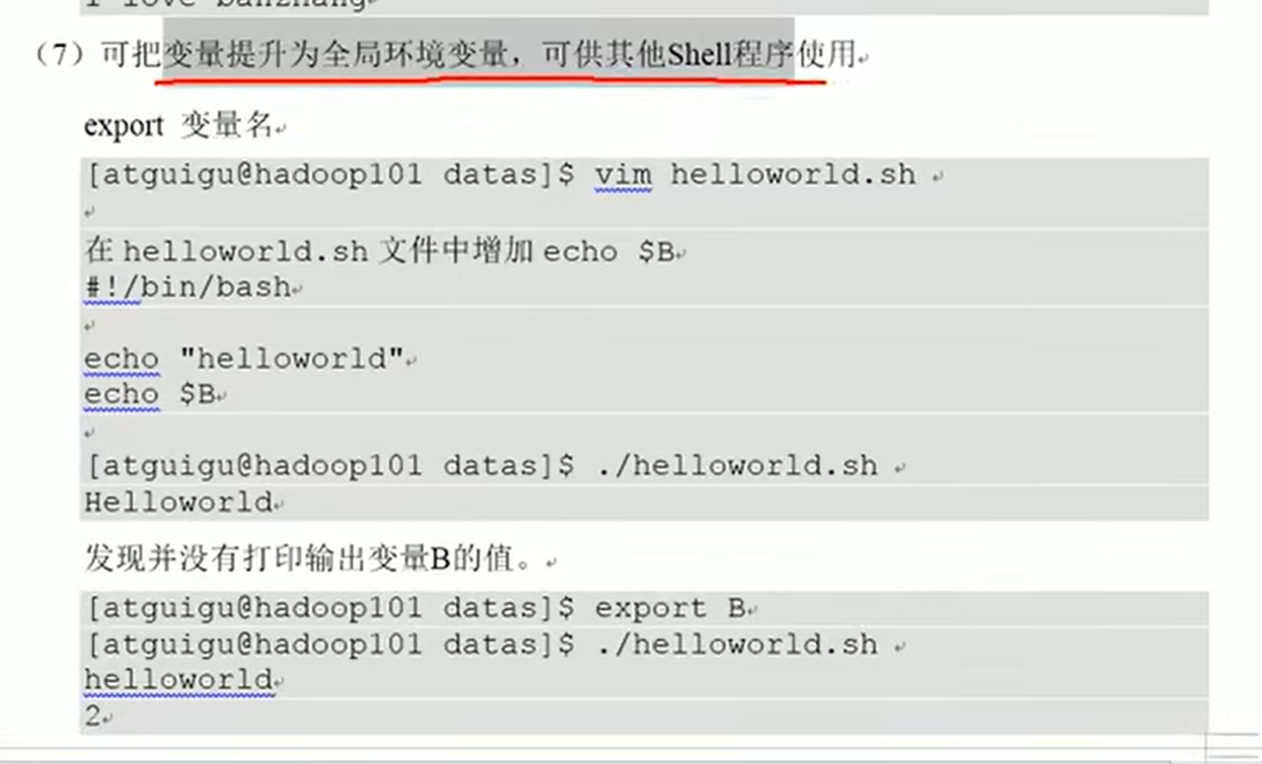 I love banzhang
（7）可把变量提升为全局环境变量，可供其他Shell程序使用
export 变量名
[atguigu@hadoop101 datas]$ vim helloworld.sh
在 helloworld.sh 文件中增加 echo $B
#!/bin/bash
echo "helloworld"
echo $B
[atguigu@hadoop101 datas]$ ./helloworld.sh
Helloworld
发现并没有打印输出变量B的值。
[atguigu@hadoop101 datas]$ export B
[atguigu@hadoop101 datas]$ ./helloworld.sh
helloworld
2